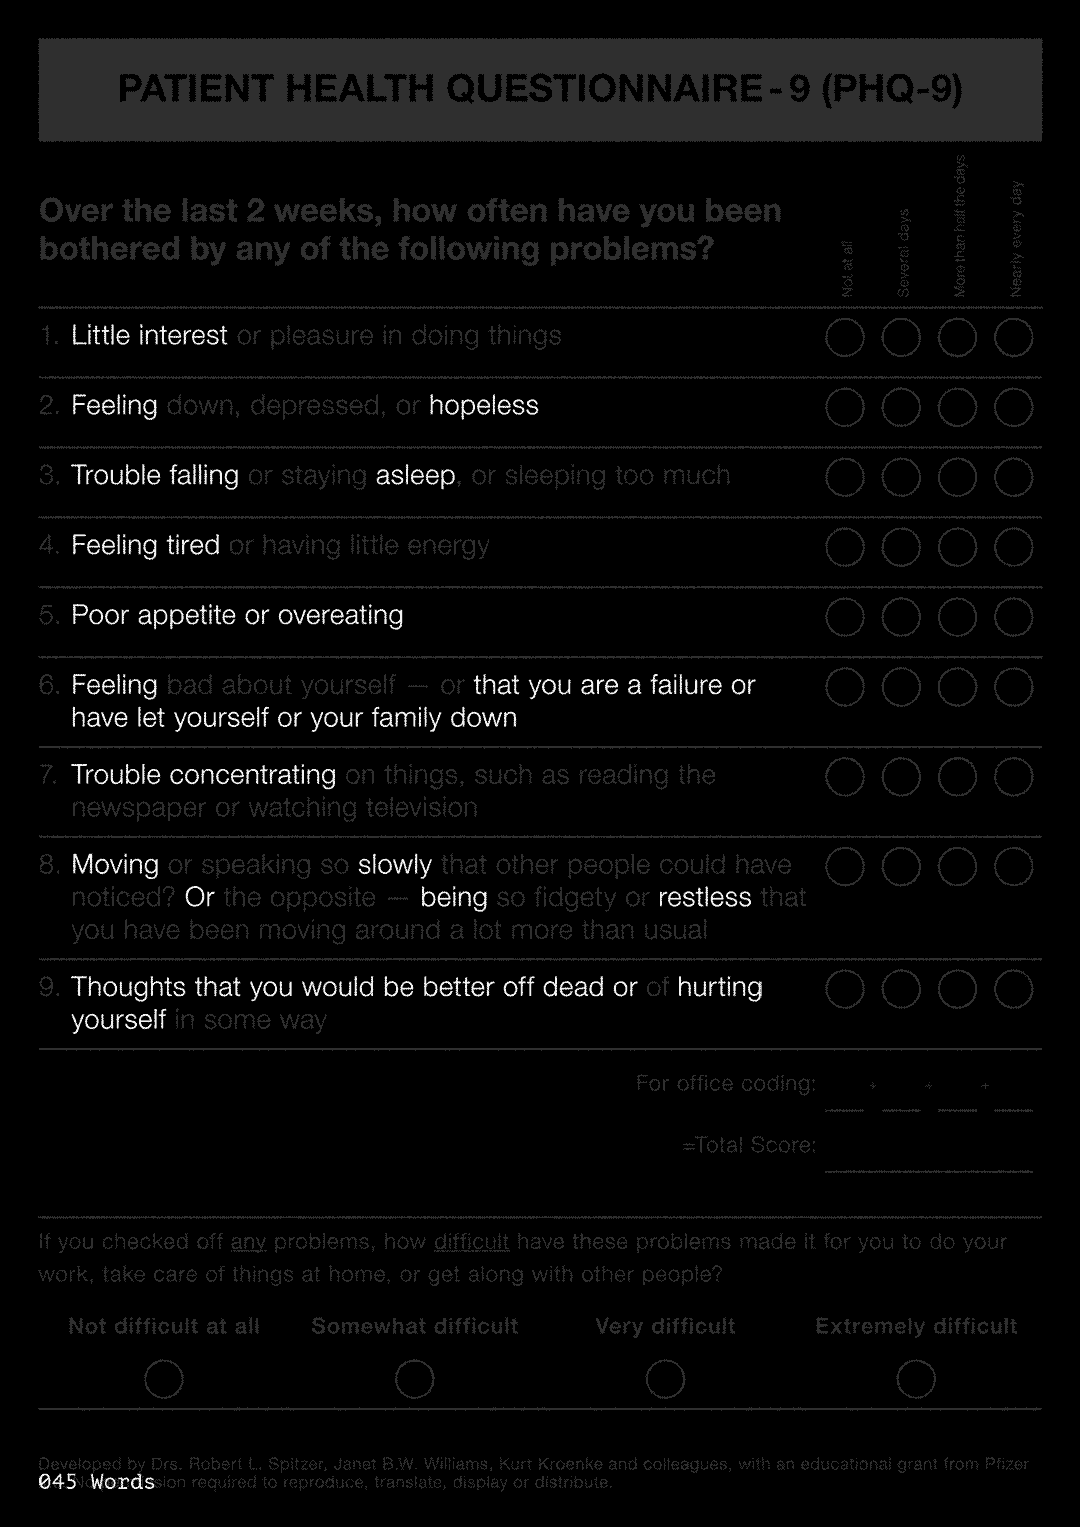 PATIENT HEALTH QUESTIONNAIRE - 9 (PHQ-9)
Over the last 2 weeks, how often have you been
bothered by any of the following problems?
Not at all
Several days
More than half the days
Nearly every day
1. Little interest or pleasure in doing things
2. Feeling down, depressed, or hopeless
3. Trouble falling or staying asleep, or sleeping too much
4. Feeling tired or having little energy
5. Poor appetite or overeating
6. Feeling bad about yourself — or that you are a failure or
have let yourself or your family down
7. Trouble concentrating on things, such as reading the
newspaper or watching television
8. Moving or speaking so slowly that other people could have
noticed? Or the opposite — being so fidgety or restless that
you have been moving around a lot more than usual
9. Thoughts that you would be better off dead or of hurting
yourself in some way
For office coding: + + +
=Total Score:
If you checked off any problems, how difficult have these problems made it for you to do your
work, take care of things at home, or get along with other people?
Not difficult at all Somewhat difficult Very difficult Extremely difficult
Developed by Drs. Robert L. Spitzer, Janet B.W. Williams, Kurt Kroenke and colleagues, with an educational grant from Pfizer
045 Words required to reproduce, translate, display or distribute.